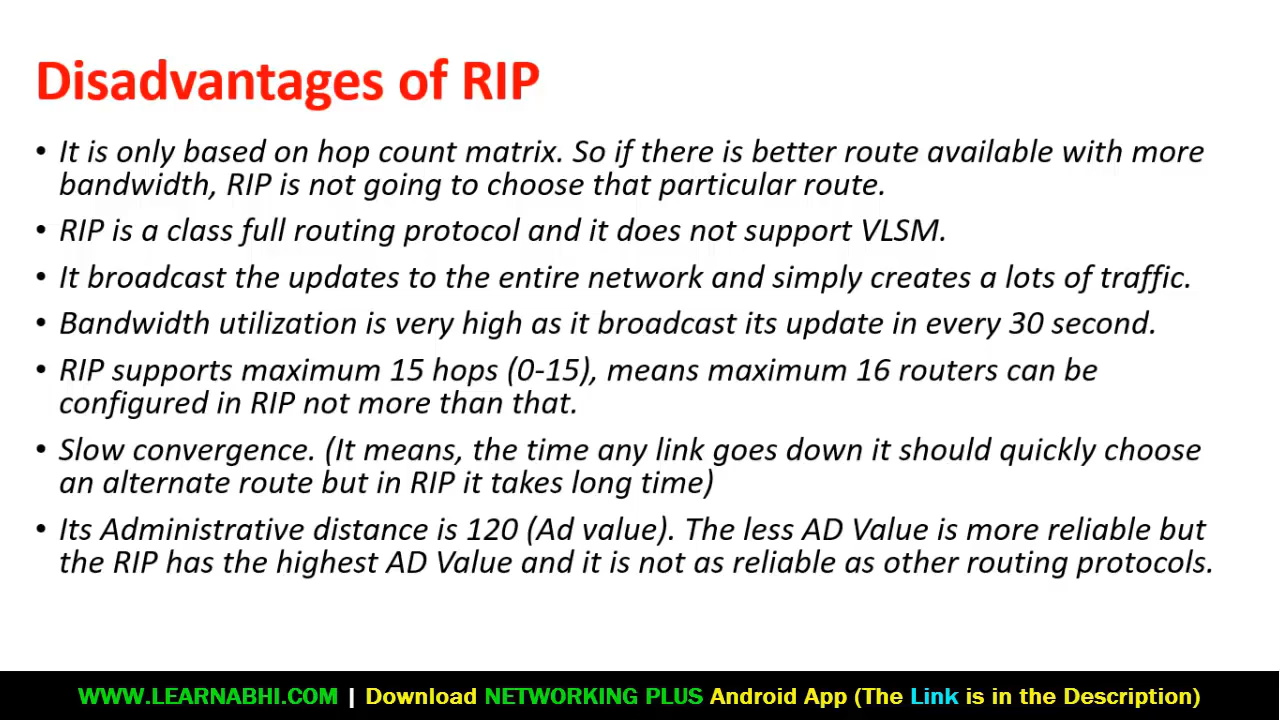 Disadvantages of RIP
• It is only based on hop count matrix. So if there is better route available with more
bandwidth, RIP is not going to choose that particular route.
• RIP is a class full routing protocol and it does not support VLSM.
• It broadcast the updates to the entire network and simply creates a lots of traffic.
• Bandwidth utilization is very high as it broadcast its update in every 30 second.
• RIP supports maximum 15 hops (0-15), means maximum 16 routers can be
configured in RIP not more than that.
• Slow convergence. (It means, the time any link goes down it should quickly choose
an alternate route but in RIP it takes long time)
• Its Administrative distance is 120 (Ad value). The less AD Value is more reliable but
the RIP has the highest AD Value and it is not as reliable as other routing protocols.
WWW.LEARNABHI.COM | Download NETWORKING PLUS Android App (The Link is in the Description)